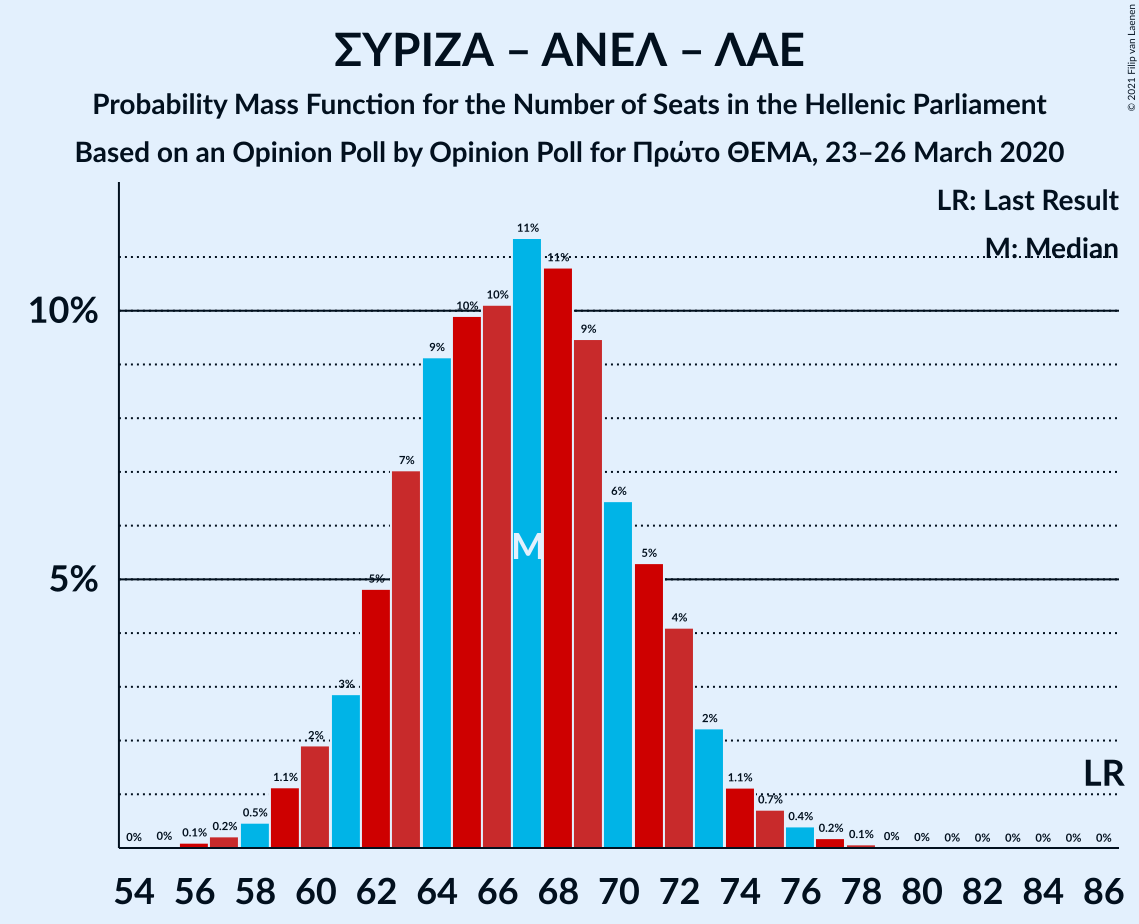 ΣΥΡΙΖΑ – ΑΝΕΛ – ΛΑΕ
Probability Mass Function for the Number of Seats in the Hellenic Parliament
Based on an Opinion Poll by Opinion Poll for Πρώτο ΘΕΜΑ, 23–26 March 2020
© 2021 Filip van Laenen
LR: Last Result
M: Median
10%
5%
0% 0% 0.1% 0.2% 0.5% 1.1% 2% 3% 5% 7% 9% 10% 10% 11% 11% 9% 6% 5% 4% 2% 1.1% 0.7% 0.4% 0.2% 0.1% 0% 0% 0% 0% 0% 0% 0% 0%
M
LR
54 56 58 60 62 64 66 68 70 72 74 76 78 80 82 84 86